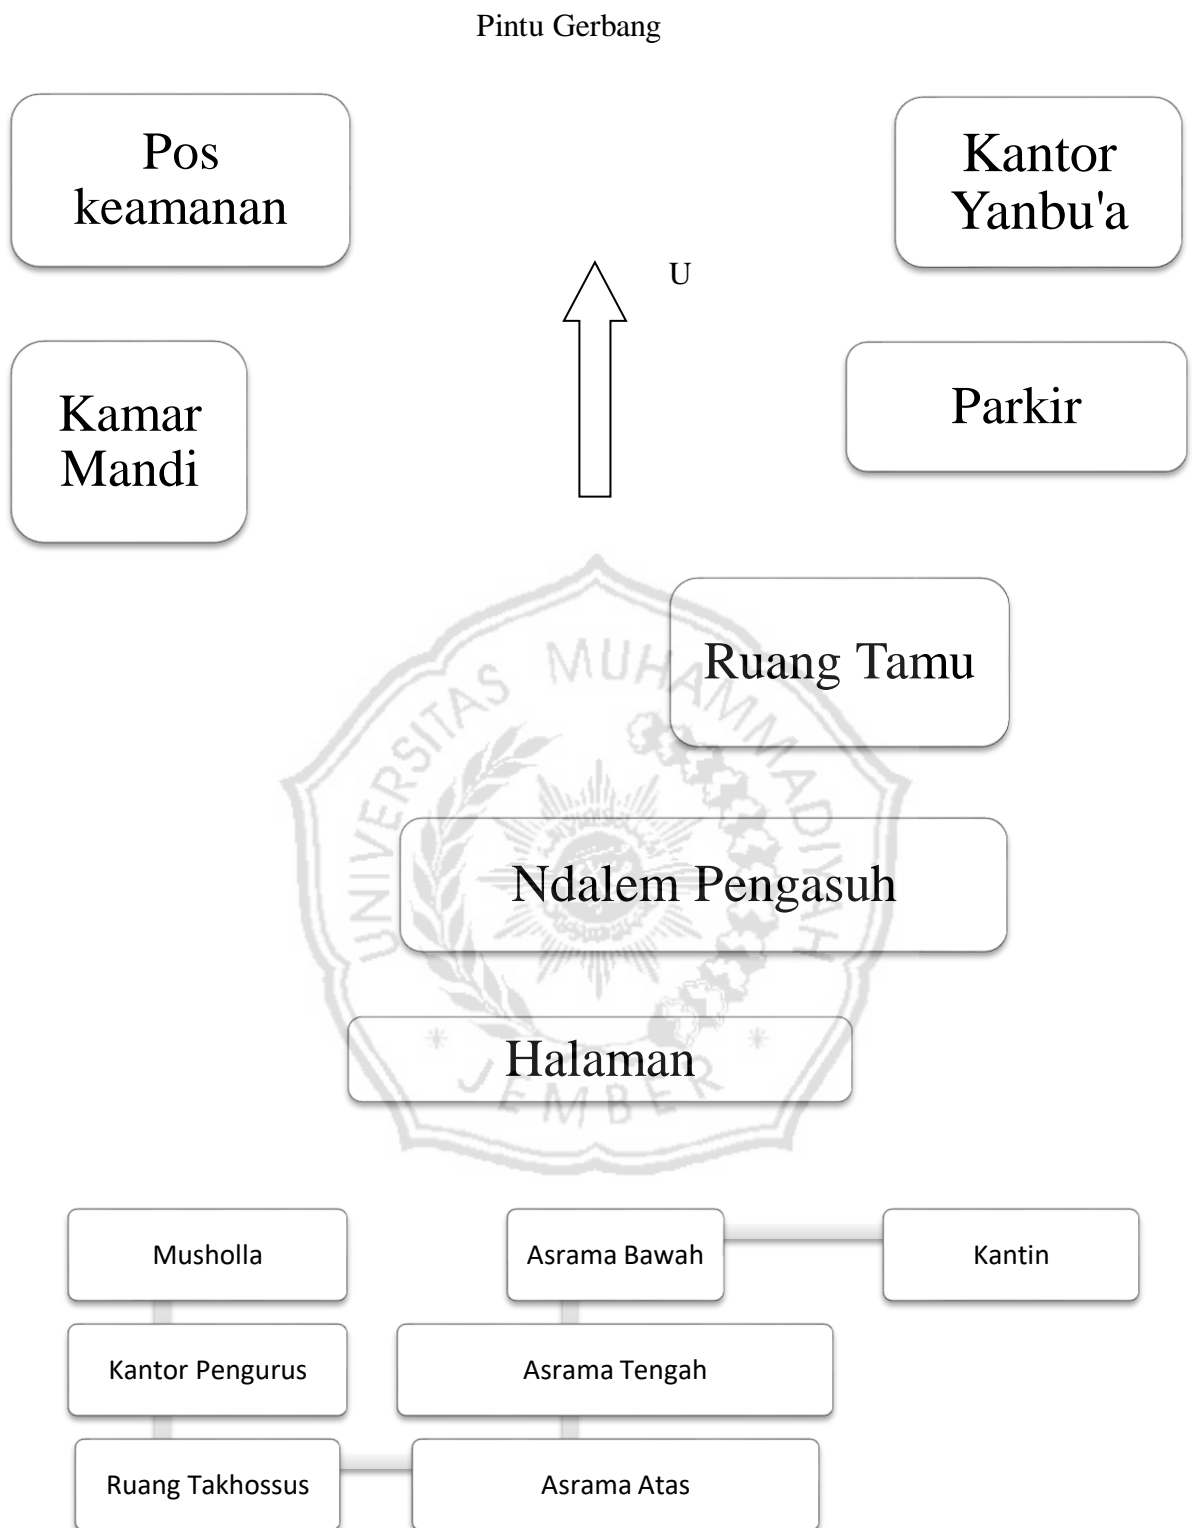 Pintu Gerbang
Pos
keamanan
Kantor
Yanbu'a
U
Kamar
Mandi
Parkir
Ruang Tamu
Ndalem Pengasuh
Halaman
UNIVERSITAS MUHAMMADIYAH
JEMBER
Musholla
Asrama Bawah
Kantin
Kantor Pengurus
Asrama Tengah
Ruang Takhossus
Asrama Atas